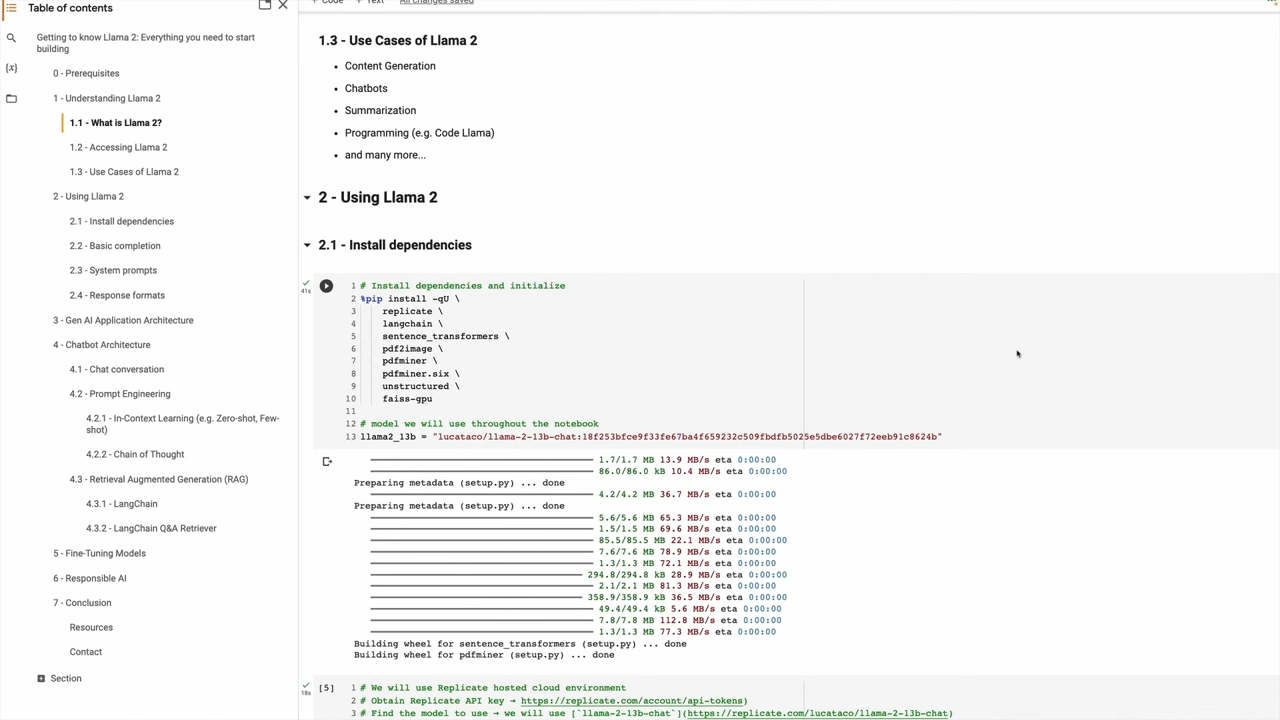 Table of contents
Getting to know Llama 2: Everything you need to start
building
0 - Prerequisites
1 - Understanding Llama 2
1.1 - What is Llama 2?
1.2 - Accessing Llama 2
1.3 - Use Cases of Llama 2
2 - Using Llama 2
2.1 - Install dependencies
2.2 - Basic completion
2.3 - System prompts
2.4 - Response formats
3 - Gen AI Application Architecture
4 - Chatbot Architecture
4.1 - Chat conversation
4.2 - Prompt Engineering
4.2.1 - In-Context Learning (e.g. Zero-shot, Few-
shot)
4.2.2 - Chain of Thought
4.3 - Retrieval Augmented Generation (RAG)
4.3.1 - LangChain
4.3.2 - LangChain Q&A Retriever
5 - Fine-Tuning Models
6 - Responsible AI
7 - Conclusion
Resources
Contact
Section
{x}
+ Code + Text All changes saved
1.3 - Use Cases of Llama 2
• Content Generation
• Chatbots
• Summarization
• Programming (e.g. Code Llama)
• and many more...
2 - Using Llama 2
2.1 - Install dependencies
41s
1 # Install dependencies and initialize
2 %pip install -qU \
3 replicate \
4 langchain \
5 sentence_transformers \
6 pdf2image \
7 pdfminer \
8 pdfminer.six \
9 unstructured \
10 faiss-gpu
11
12 # model we will use throughout the notebook
13 llama2_13b = "lucataco/llama-2-13b-chat:18f253bfce9f33fe67ba4f659232c509fbdfb5025e5dbe6027f72eeb91c8624b"
1.7/1.7 MB 13.9 MB/s eta 0:00:00
86.0/86.0 kB 10.4 MB/s eta 0:00:00
Preparing metadata (setup.py) ... done
4.2/4.2 MB 36.7 MB/s eta 0:00:00
Preparing metadata (setup.py) ... done
5.6/5.6 MB 65.3 MB/s eta 0:00:00
1.5/1.5 MB 69.6 MB/s eta 0:00:00
85.5/85.5 MB 22.1 MB/s eta 0:00:00
7.6/7.6 MB 78.9 MB/s eta 0:00:00
1.3/1.3 MB 72.1 MB/s eta 0:00:00
294.8/294.8 kB 28.9 MB/s eta 0:00:00
2.1/2.1 MB 81.3 MB/s eta 0:00:00
358.9/358.9 kB 36.5 MB/s eta 0:00:00
49.4/49.4 kB 5.6 MB/s eta 0:00:00
7.8/7.8 MB 112.8 MB/s eta 0:00:00
1.3/1.3 MB 77.3 MB/s eta 0:00:00
Building wheel for sentence_transformers (setup.py) ... done
Building wheel for pdfminer (setup.py) ... done
18s
[5] 1 # We will use Replicate hosted cloud environment
2 # Obtain Replicate API key → https://replicate.com/account/api-tokens)
3 # Find the model to use → we will use [`llama-2-13b-chat`](https://replicate.com/lucataco/llama-2-13b-chat)